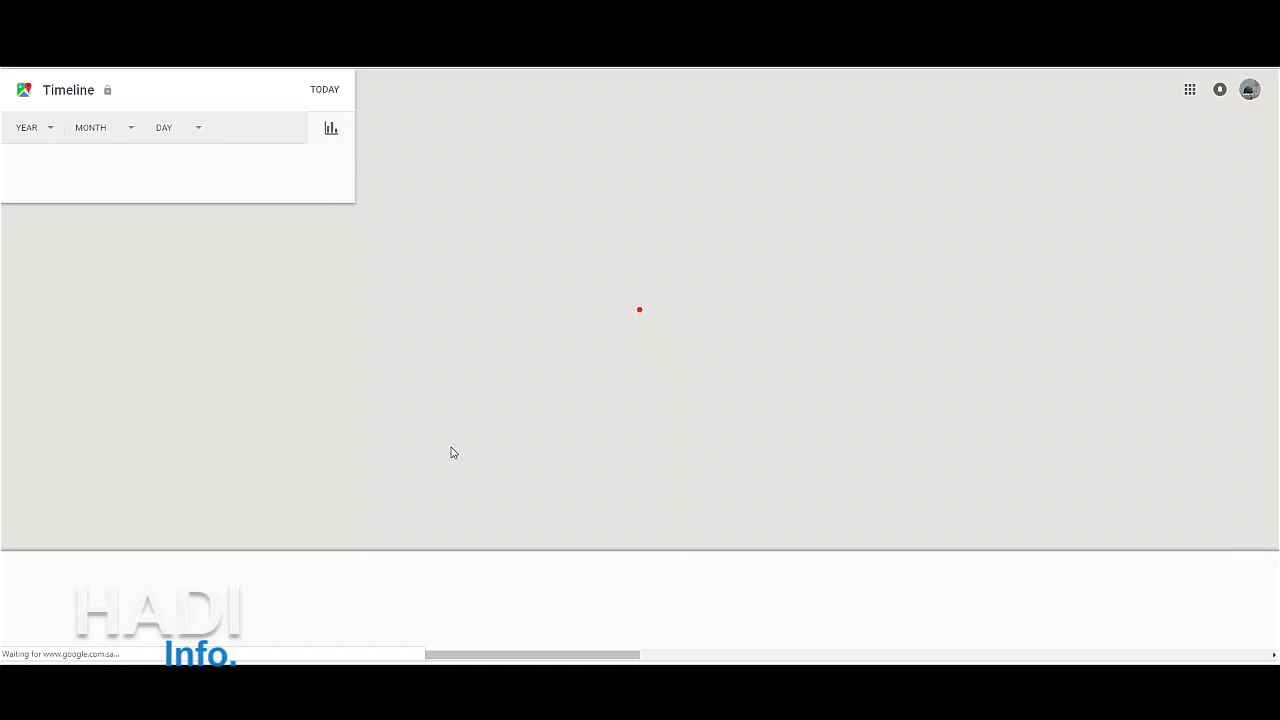 Timeline
TODAY
YEAR
MONTH
DAY
HADI
Info.
Waiting for www.google.com.sa...